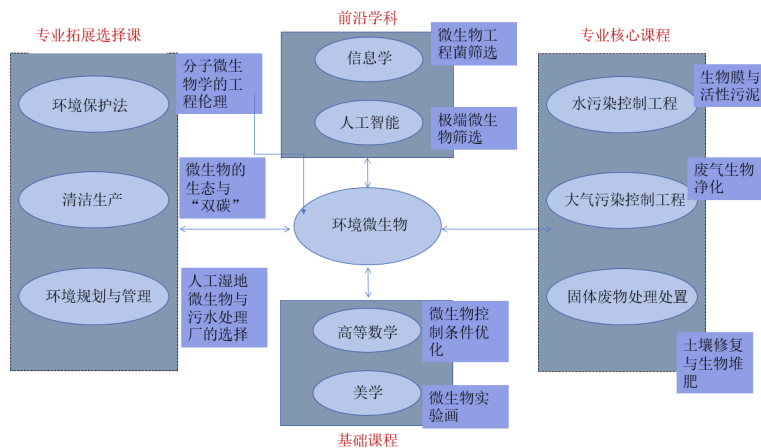 专业拓展选择课
环境保护法
分子微生
物学的工
程伦理
清洁生产
微生物的
生态与
“双碳”
环境规划与管理
人工湿地
微生物与
污水处理
厂的选择
前沿学科
信息学
微生物工
程菌筛选
人工智能
极端微生
物筛选
环境微生物
高等数学
微生物控
制条件优
化
美学
微生物实
验画
基础课程
专业核心课程
水污染控制工程
生物膜与
活性污泥
大气污染控制工程
废气生物
净化
固体废物处理处置
土壤修复
与生物堆
肥